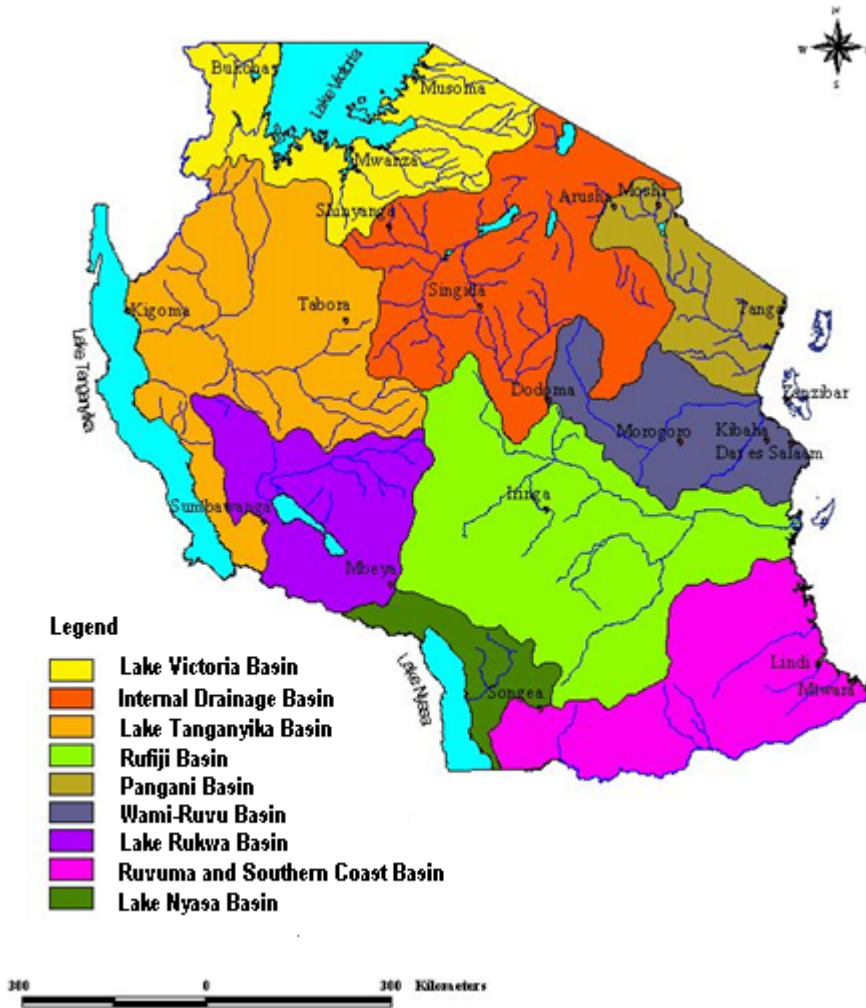 N
W
S
Bukoba
Lake Victoria
Musoma
Mwanza
Shinyanga
Arusha
Moshi
Kigoma
Tabora
Singida
Tanga
Lake Tanganyika
Dodoma
Zanzibar
Morogoro
Kibaha
Dar es Salaam
Iringa
Sumbawanga
Mbeya
Lake Nyasa
Songea
Lindi
Mtwara
Legend
Lake Victoria Basin
Internal Drainage Basin
Lake Tanganyika Basin
Rufiji Basin
Pangani Basin
Wami-Ruvu Basin
Lake Rukwa Basin
Ruvuma and Southern Coast Basin
Lake Nyasa Basin
300 0 300 Kilometers